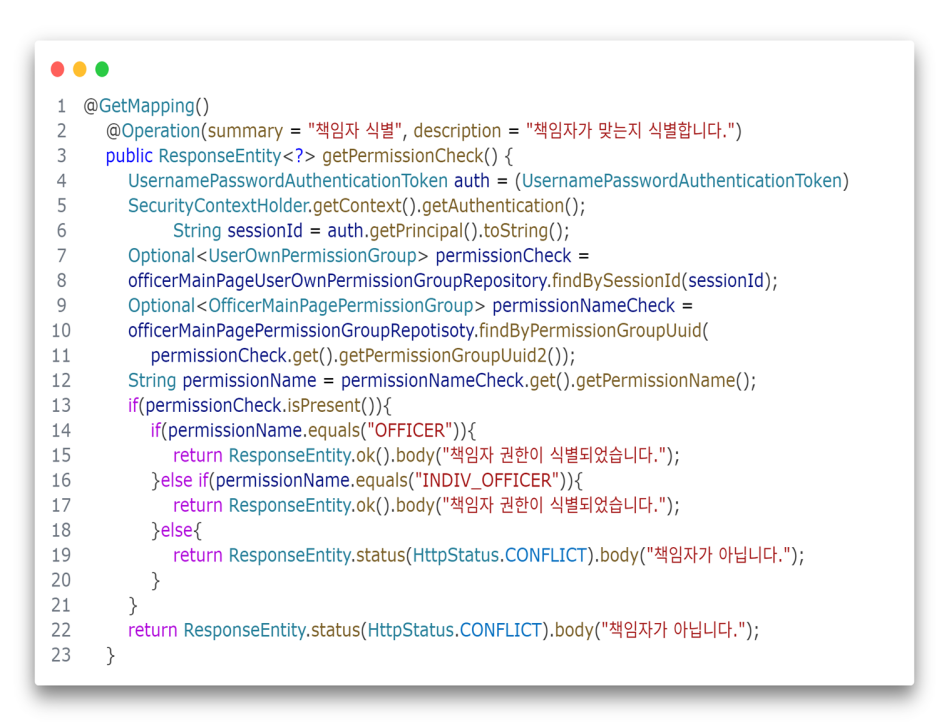 1 @GetMapping()
2 @Operation(summary = "책임자 식별", description = "책임자가 맞는지 식별합니다.")
3 public ResponseEntity<?> getPermissionCheck() {
4 UsernamePasswordAuthenticationToken auth = (UsernamePasswordAuthenticationToken)
5 SecurityContextHolder.getContext().getAuthentication();
6 String sessionId = auth.getPrincipal().toString();
7 Optional<UserOwnPermissionGroup> permissionCheck =
8 officerMainPageUserOwnPermissionGroupRepository.findBySessionId(sessionId);
9 Optional<OfficerMainPagePermissionGroup> permissionNameCheck =
10 officerMainPagePermissionGroupRepotisoty.findByPermissionGroupUuid(
11 permissionCheck.get().getPermissionGroupUuid2());
12 String permissionName = permissionNameCheck.get().getPermissionName();
13 if(permissionCheck.isPresent()){
14 if(permissionName.equals("OFFICER")){
15 return ResponseEntity.ok().body("책임자 권한이 식별되었습니다.");
16 }else if(permissionName.equals("INDIV_OFFICER")){
17 return ResponseEntity.ok().body("책임자 권한이 식별되었습니다.");
18 }else{
19 return ResponseEntity.status(HttpStatus.CONFLICT).body("책임자가 아닙니다.");
20 }
21 }
22 return ResponseEntity.status(HttpStatus.CONFLICT).body("책임자가 아닙니다.");
23 }